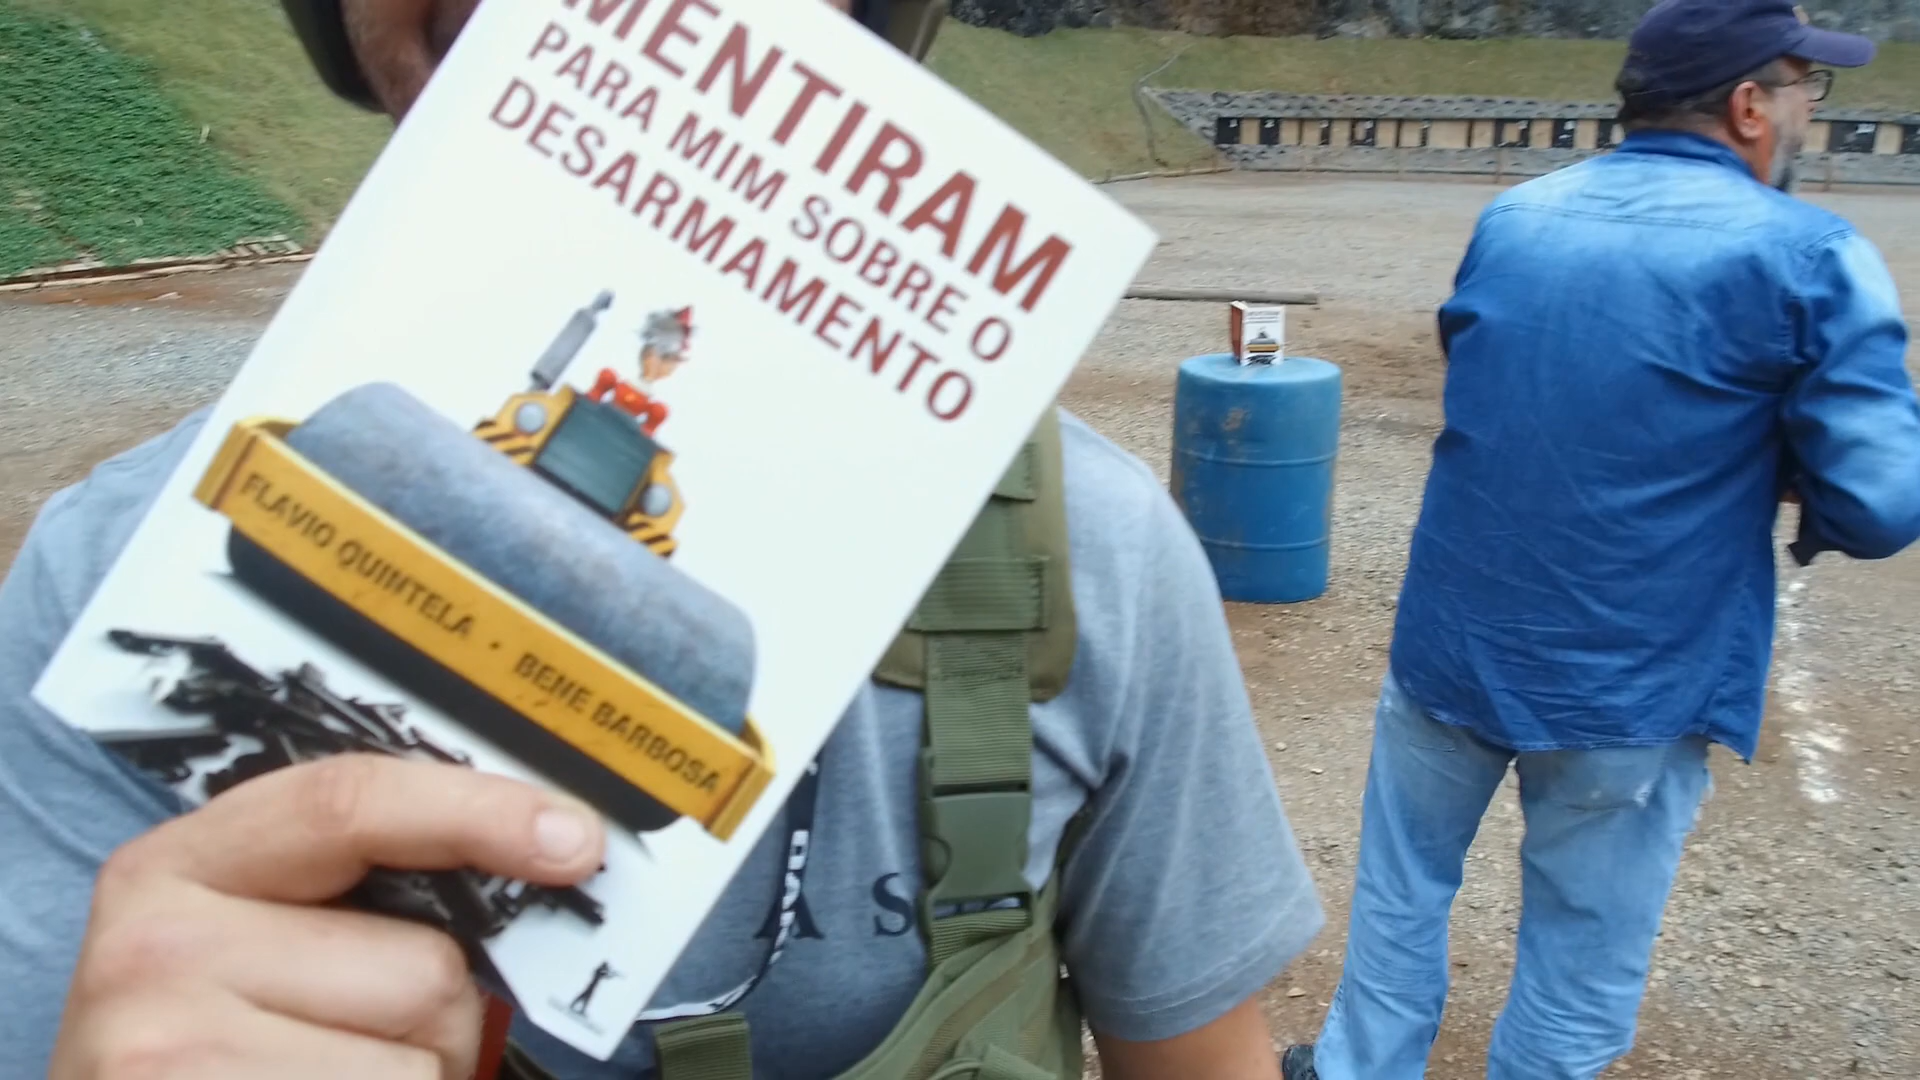 MENTIRAM
PARA MIM SOBRE O
DESARMAMENTO
FLAVIO QUINTELA • BENE BARBOSA
A S